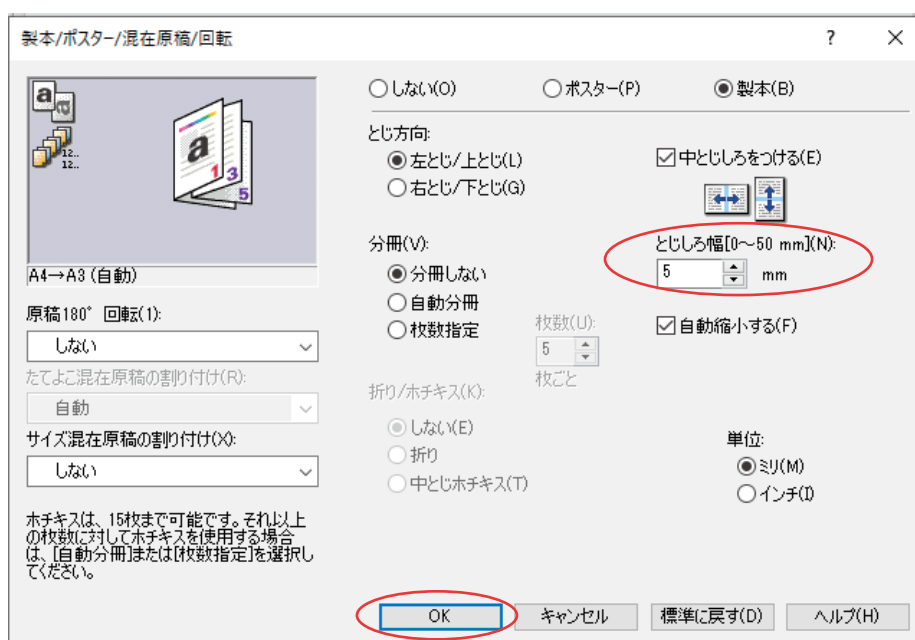 製本/ポスター/混在原稿/回転
? ×
しない(O)
ポスター(P)
製本(B)
a
a
12..
12..
a
1
3
5
A4→A3 (自動)
原稿180° 回転(1):
しない
たてよこ混在原稿の割り付け(R):
自動
サイズ混在原稿の割り付け(X):
しない
ホチキスは、15枚まで可能です。それ以上
の枚数に対してホチキスを使用する場合
は、[自動分冊]または[枚数指定]を選択し
てください。
とじ方向:
左とじ/上とじ(L)
右とじ/下とじ(G)
分冊(V):
分冊しない
自動分冊
枚数指定
枚数(U):
5
枚ごと
折り/ホチキス(K):
しない(E)
折り
中とじホチキス(T)
中とじしろをつける(E)
とじしろ幅[0～50 mm](N):
5 mm
自動縮小する(F)
単位:
ミリ(M)
インチ(I)
OK
キャンセル
標準に戻す(D)
ヘルプ(H)